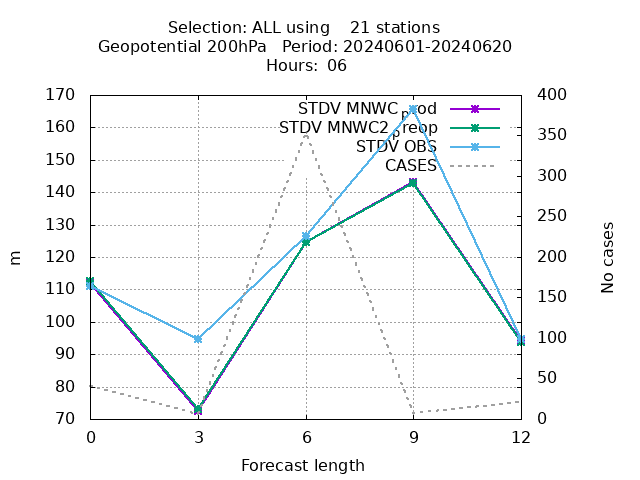 Selection: ALL using    21 stations
Geopotential 200hPa   Period: 20240601-20240620
Hours:  06
STDV MNWC_prod
STDV MNWC2_preop
STDV OBS
CASES
170
160
150
140
130
120
110
100
90
80
70
400
350
300
250
200
150
100
50
0
m
No cases
0
3
6
9
12
Forecast length